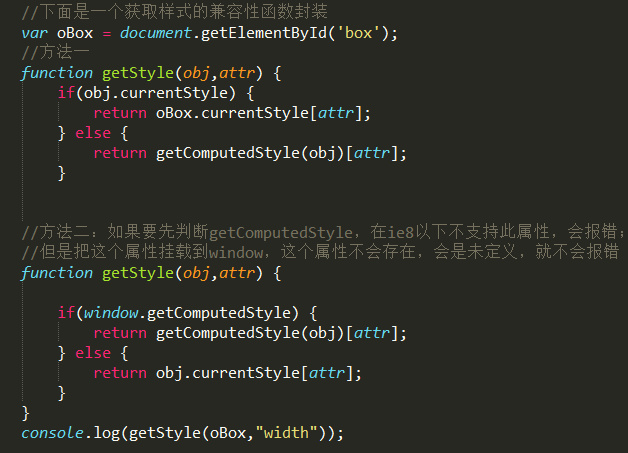 //下面是一个获取样式的兼容性函数封装
var oBox = document.getElementById('box');
//方法一
function getStyle(obj,attr) {
    if(obj.currentStyle) {
        return oBox.currentStyle[attr];
    } else {
        return getComputedStyle(obj)[attr];
    }
//方法二：如果要先判断getComputedStyle，在ie8以下不支持此属性，会报错；
//但是把这个属性挂载到window，这个属性不会存在，会是未定义，就不会报错
function getStyle(obj,attr) {
    if(window.getComputedStyle) {
        return getComputedStyle(obj)[attr];
    } else {
        return obj.currentStyle[attr];
    }
}
console.log(getStyle(oBox,"width"));